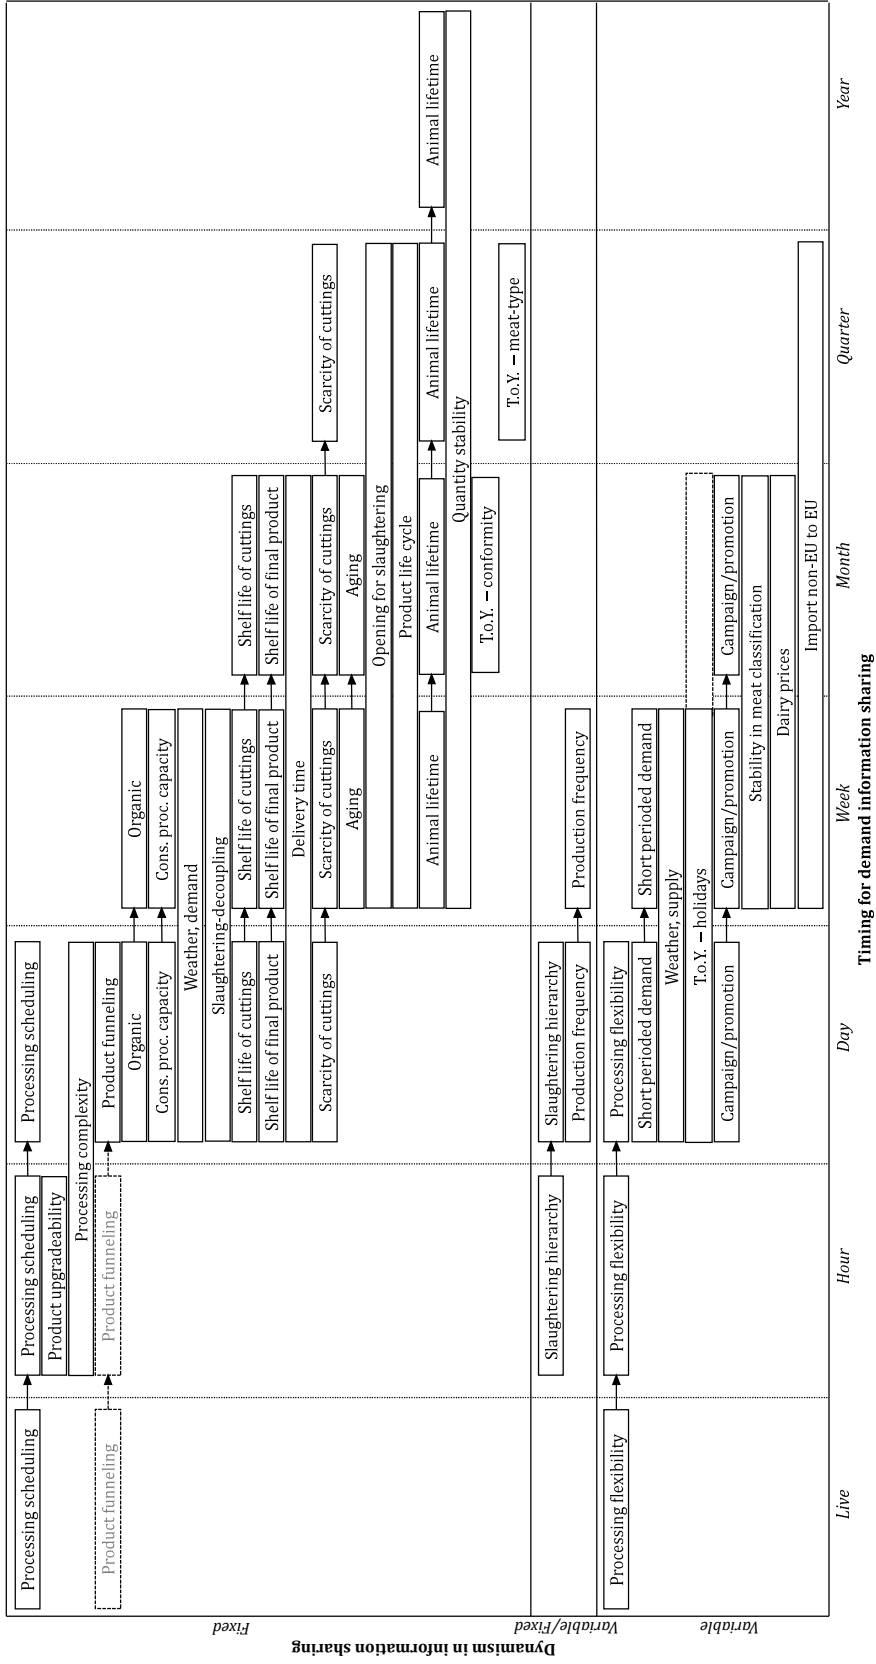 Dynamism in information sharing
Fixed
Processing scheduling
Processing scheduling
Processing scheduling
Product upgradeability
Processing complexity
Product funneling
Product funneling
Product funneling
Organic
Organic
Cons. proc. capacity
Cons. proc. capacity
Weather, demand
Slaughtering-decoupling
Shelf life of cuttings
Shelf life of cuttings
Shelf life of cuttings
Shelf life of final product
Shelf life of final product
Shelf life of final product
Delivery time
Scarcity of cuttings
Scarcity of cuttings
Scarcity of cuttings
Scarcity of cuttings
Aging
Aging
Opening for slaughtering
Product life cycle
Animal lifetime
Animal lifetime
Animal lifetime
Animal lifetime
Quantity stability
T.o.Y. – conformity
T.o.Y. – meat-type
Variable/Fixed
Slaughtering hierarchy
Slaughtering hierarchy
Production frequency
Production frequency
Variable
Processing flexibility
Processing flexibility
Processing flexibility
Short perioded demand
Short perioded demand
Weather, supply
T.o.Y. – holidays
Campaign/promotion
Campaign/promotion
Campaign/promotion
Stability in meat classification
Dairy prices
Import non-EU to EU
Live
Hour
Day
Week
Month
Quarter
Year
Timing for demand information sharing